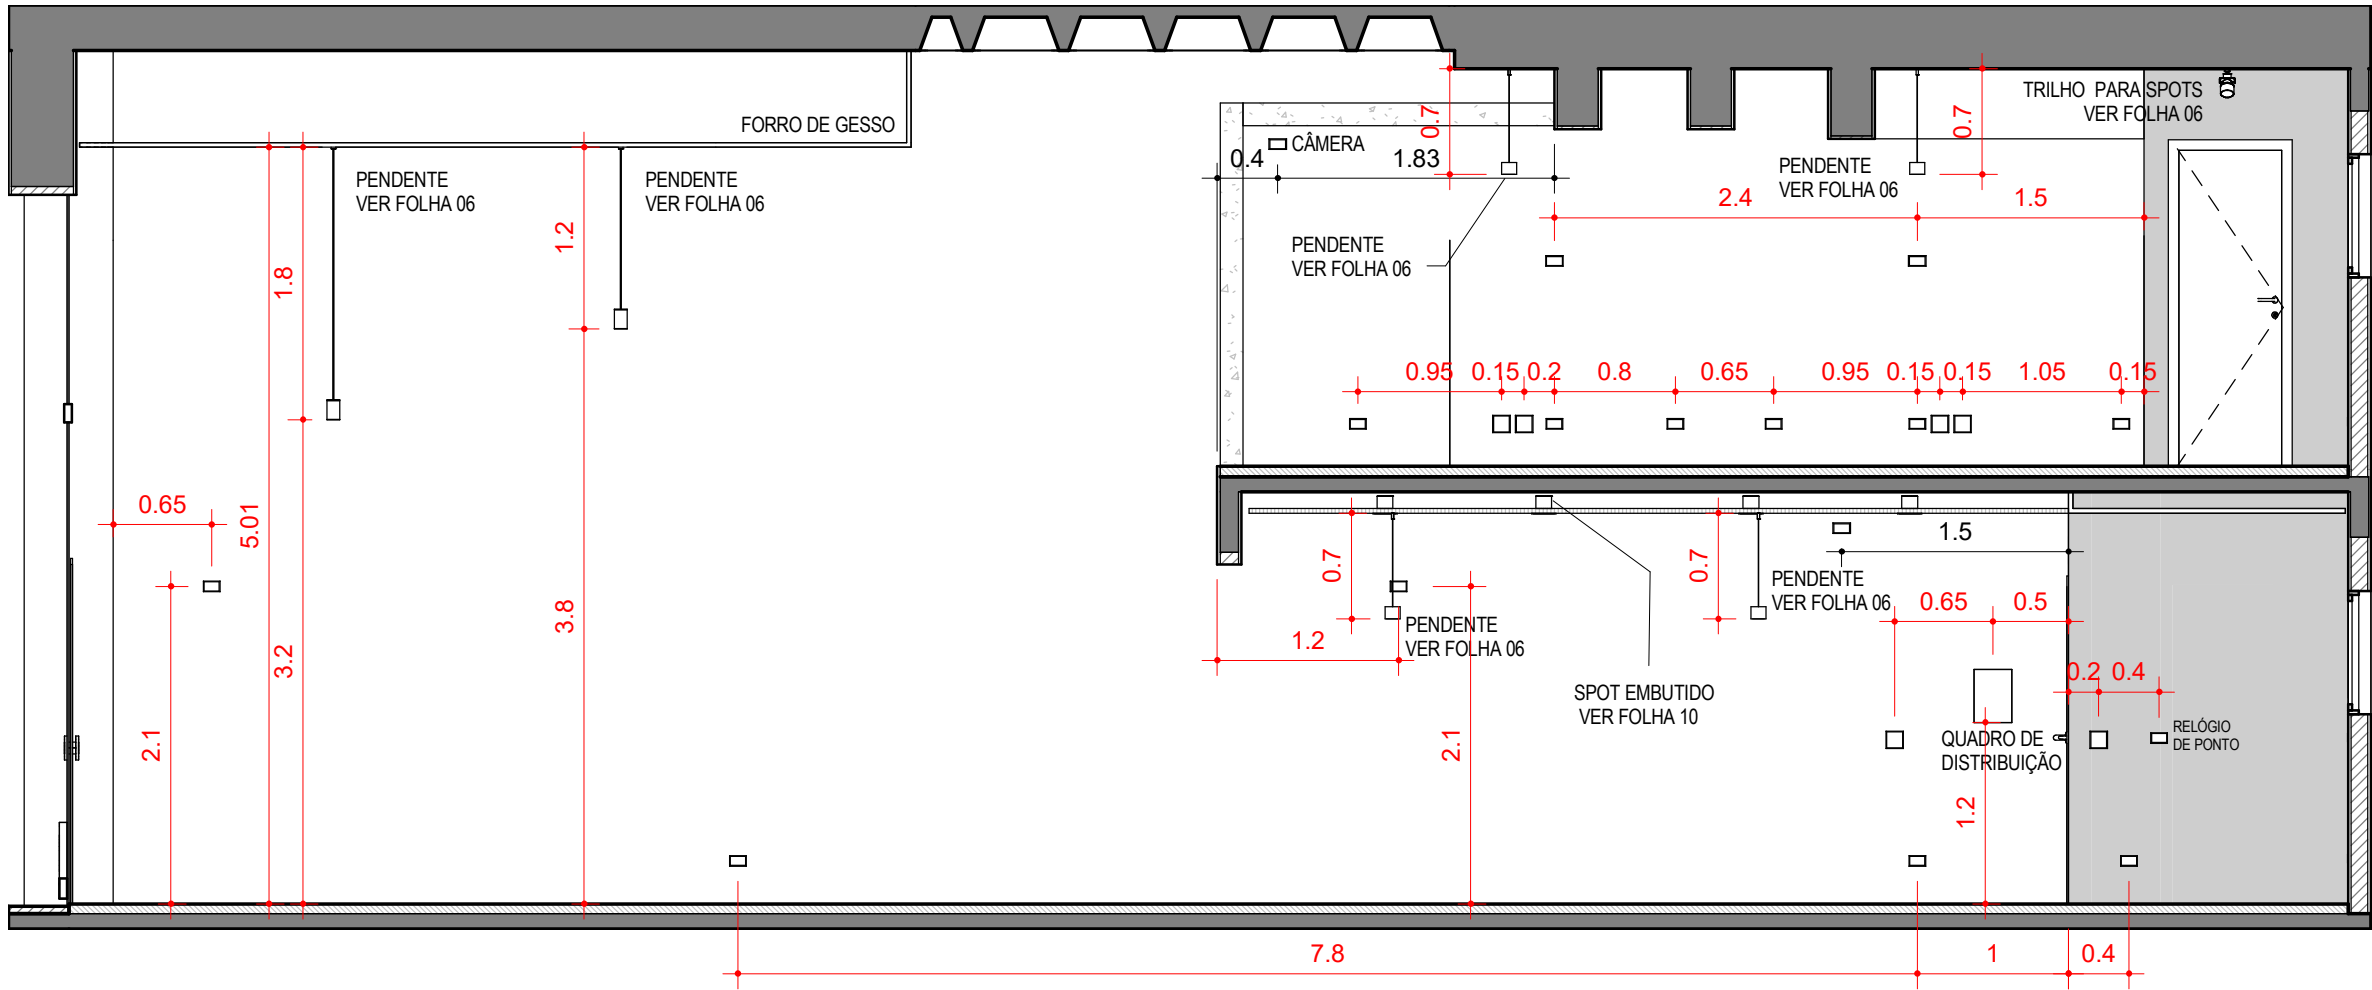 TRILHO PARA SPOTS
VER FOLHA 06
FORRO DE GESSO
CÂMERA
0.7
0.7
0.4
1.83
PENDENTE
VER FOLHA 06
PENDENTE
VER FOLHA 06
PENDENTE
VER FOLHA 06
2.4
1.5
1.2
1.8
PENDENTE
VER FOLHA 06
0.95
0.15
0.2
0.8
0.65
0.95
0.15
0.15
1.05
0.15
0.65
5.01
1.5
0.7
0.7
PENDENTE
VER FOLHA 06
0.65
0.5
3.8
PENDENTE
VER FOLHA 06
1.2
3.2
0.2
0.4
SPOT EMBUTIDO
VER FOLHA 10
2.1
2.1
QUADRO DE
DISTRIBUIÇÃO
RELÓGIO
DE PONTO
1.2
7.8
1
0.4